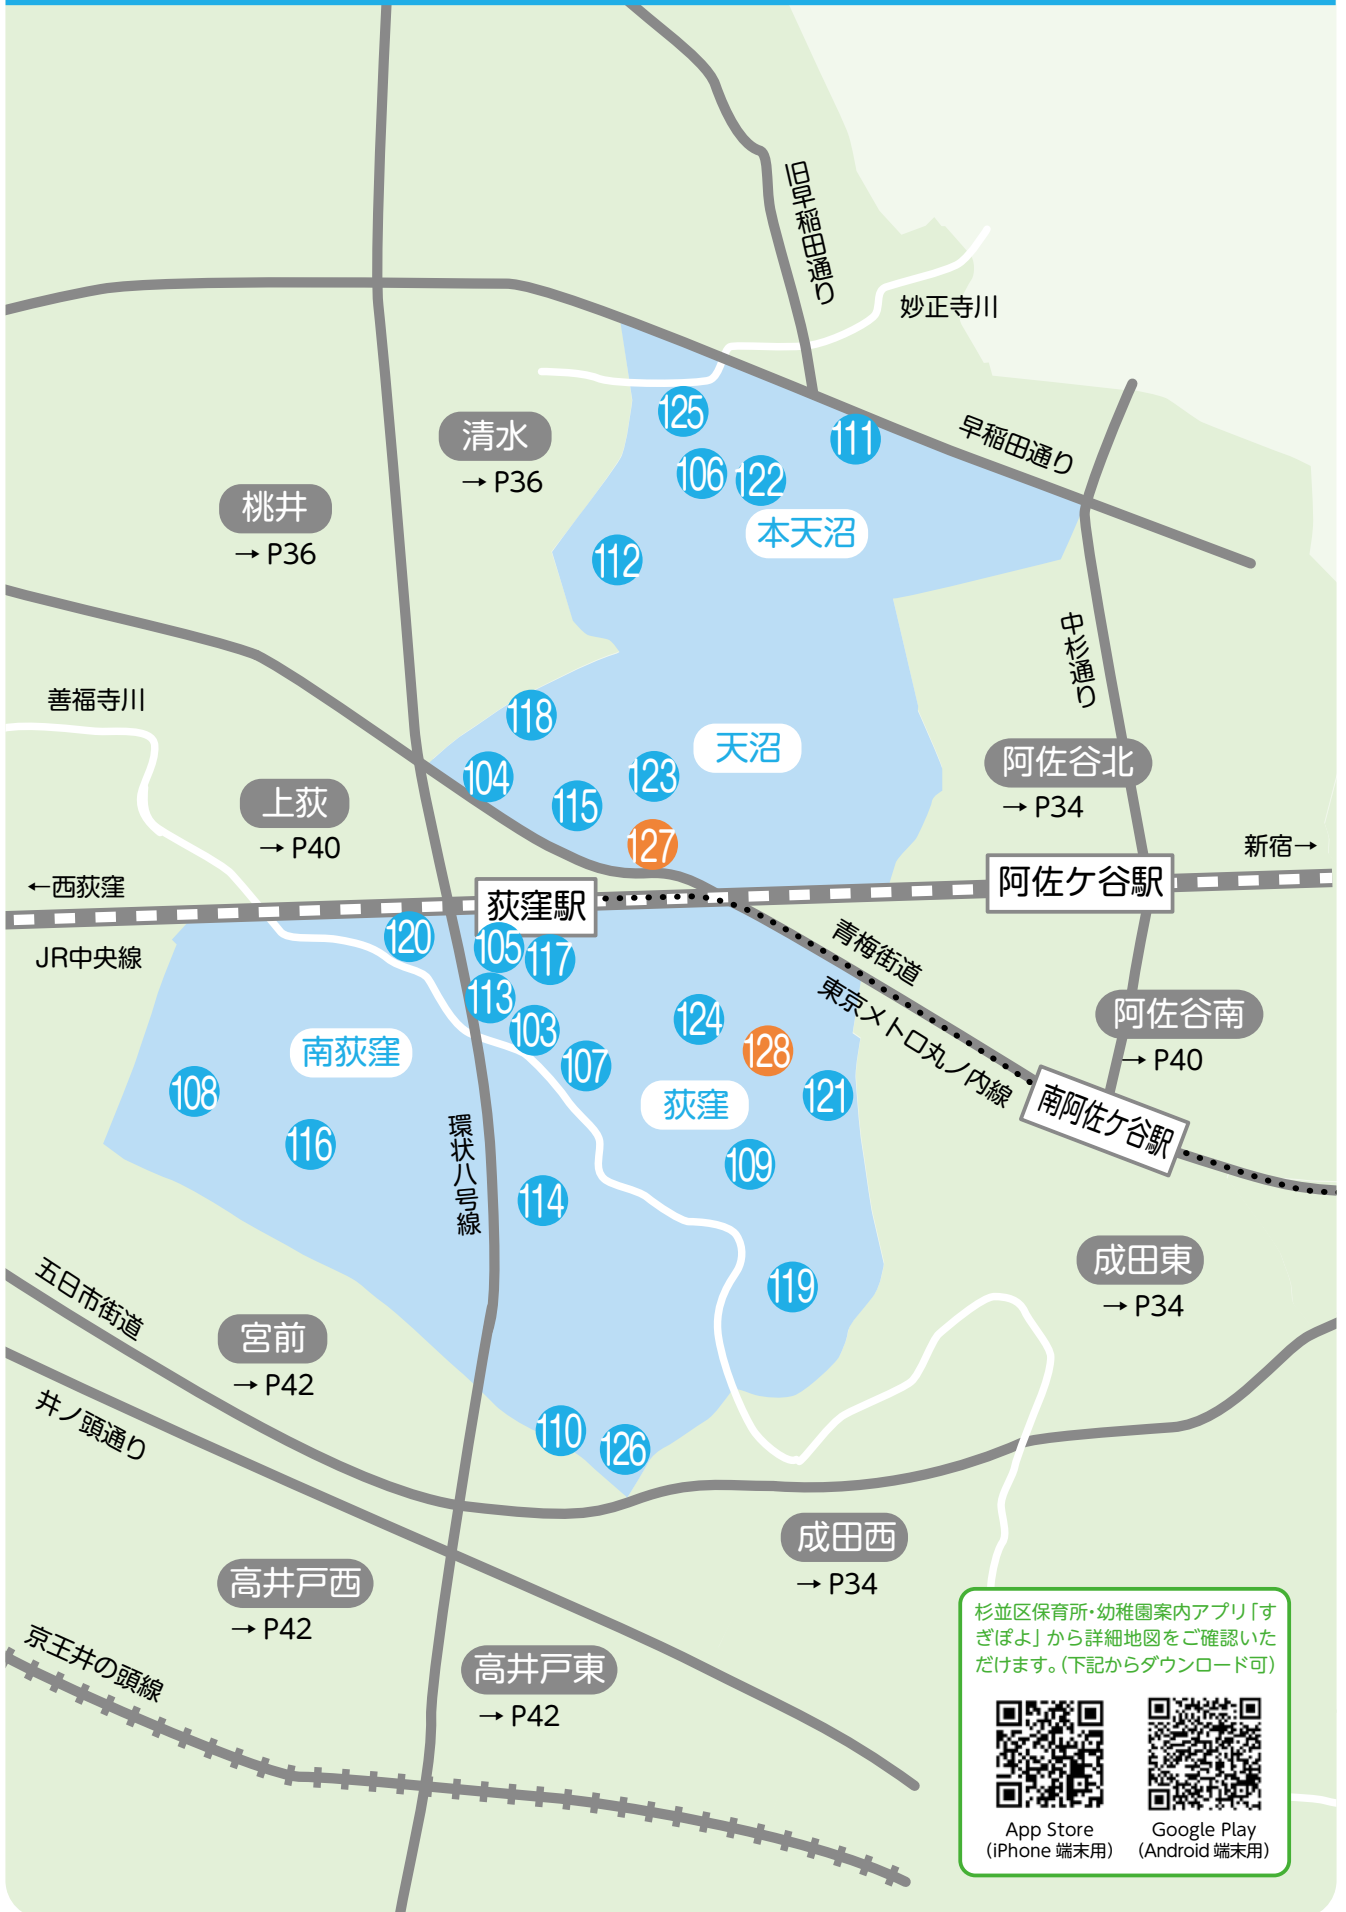 旧早稲田通り
妙正寺川
125
111
早稲田通り
清水
→ P36
106
122
本天沼
桃井
→ P36
112
中杉通り
善福寺川
118
天沼
阿佐谷北
→ P34
104
123
115
上荻
→ P40
127
新宿→
←西荻窪
荻窪駅
阿佐ケ谷駅
JR中央線
120
105
117
青梅街道
東京メトロ丸ノ内線
113
103
124
128
阿佐谷南
→ P40
南荻窪
107
108
荻窪
121
南阿佐ケ谷駅
116
環状八号線
109
114
成田東
→ P34
119
五日市街道
宮前
→ P42
井ノ頭通り
110
126
成田西
→ P34
高井戸西
→ P42
京王井の頭線
高井戸東
→ P42
杉並区保育所・幼稚園案内アプリ「す
ぎぽよ」から詳細地図をご確認いた
だけます。(下記からダウンロード可)
App Store
(iPhone 端末用)
Google Play
(Android 端末用)